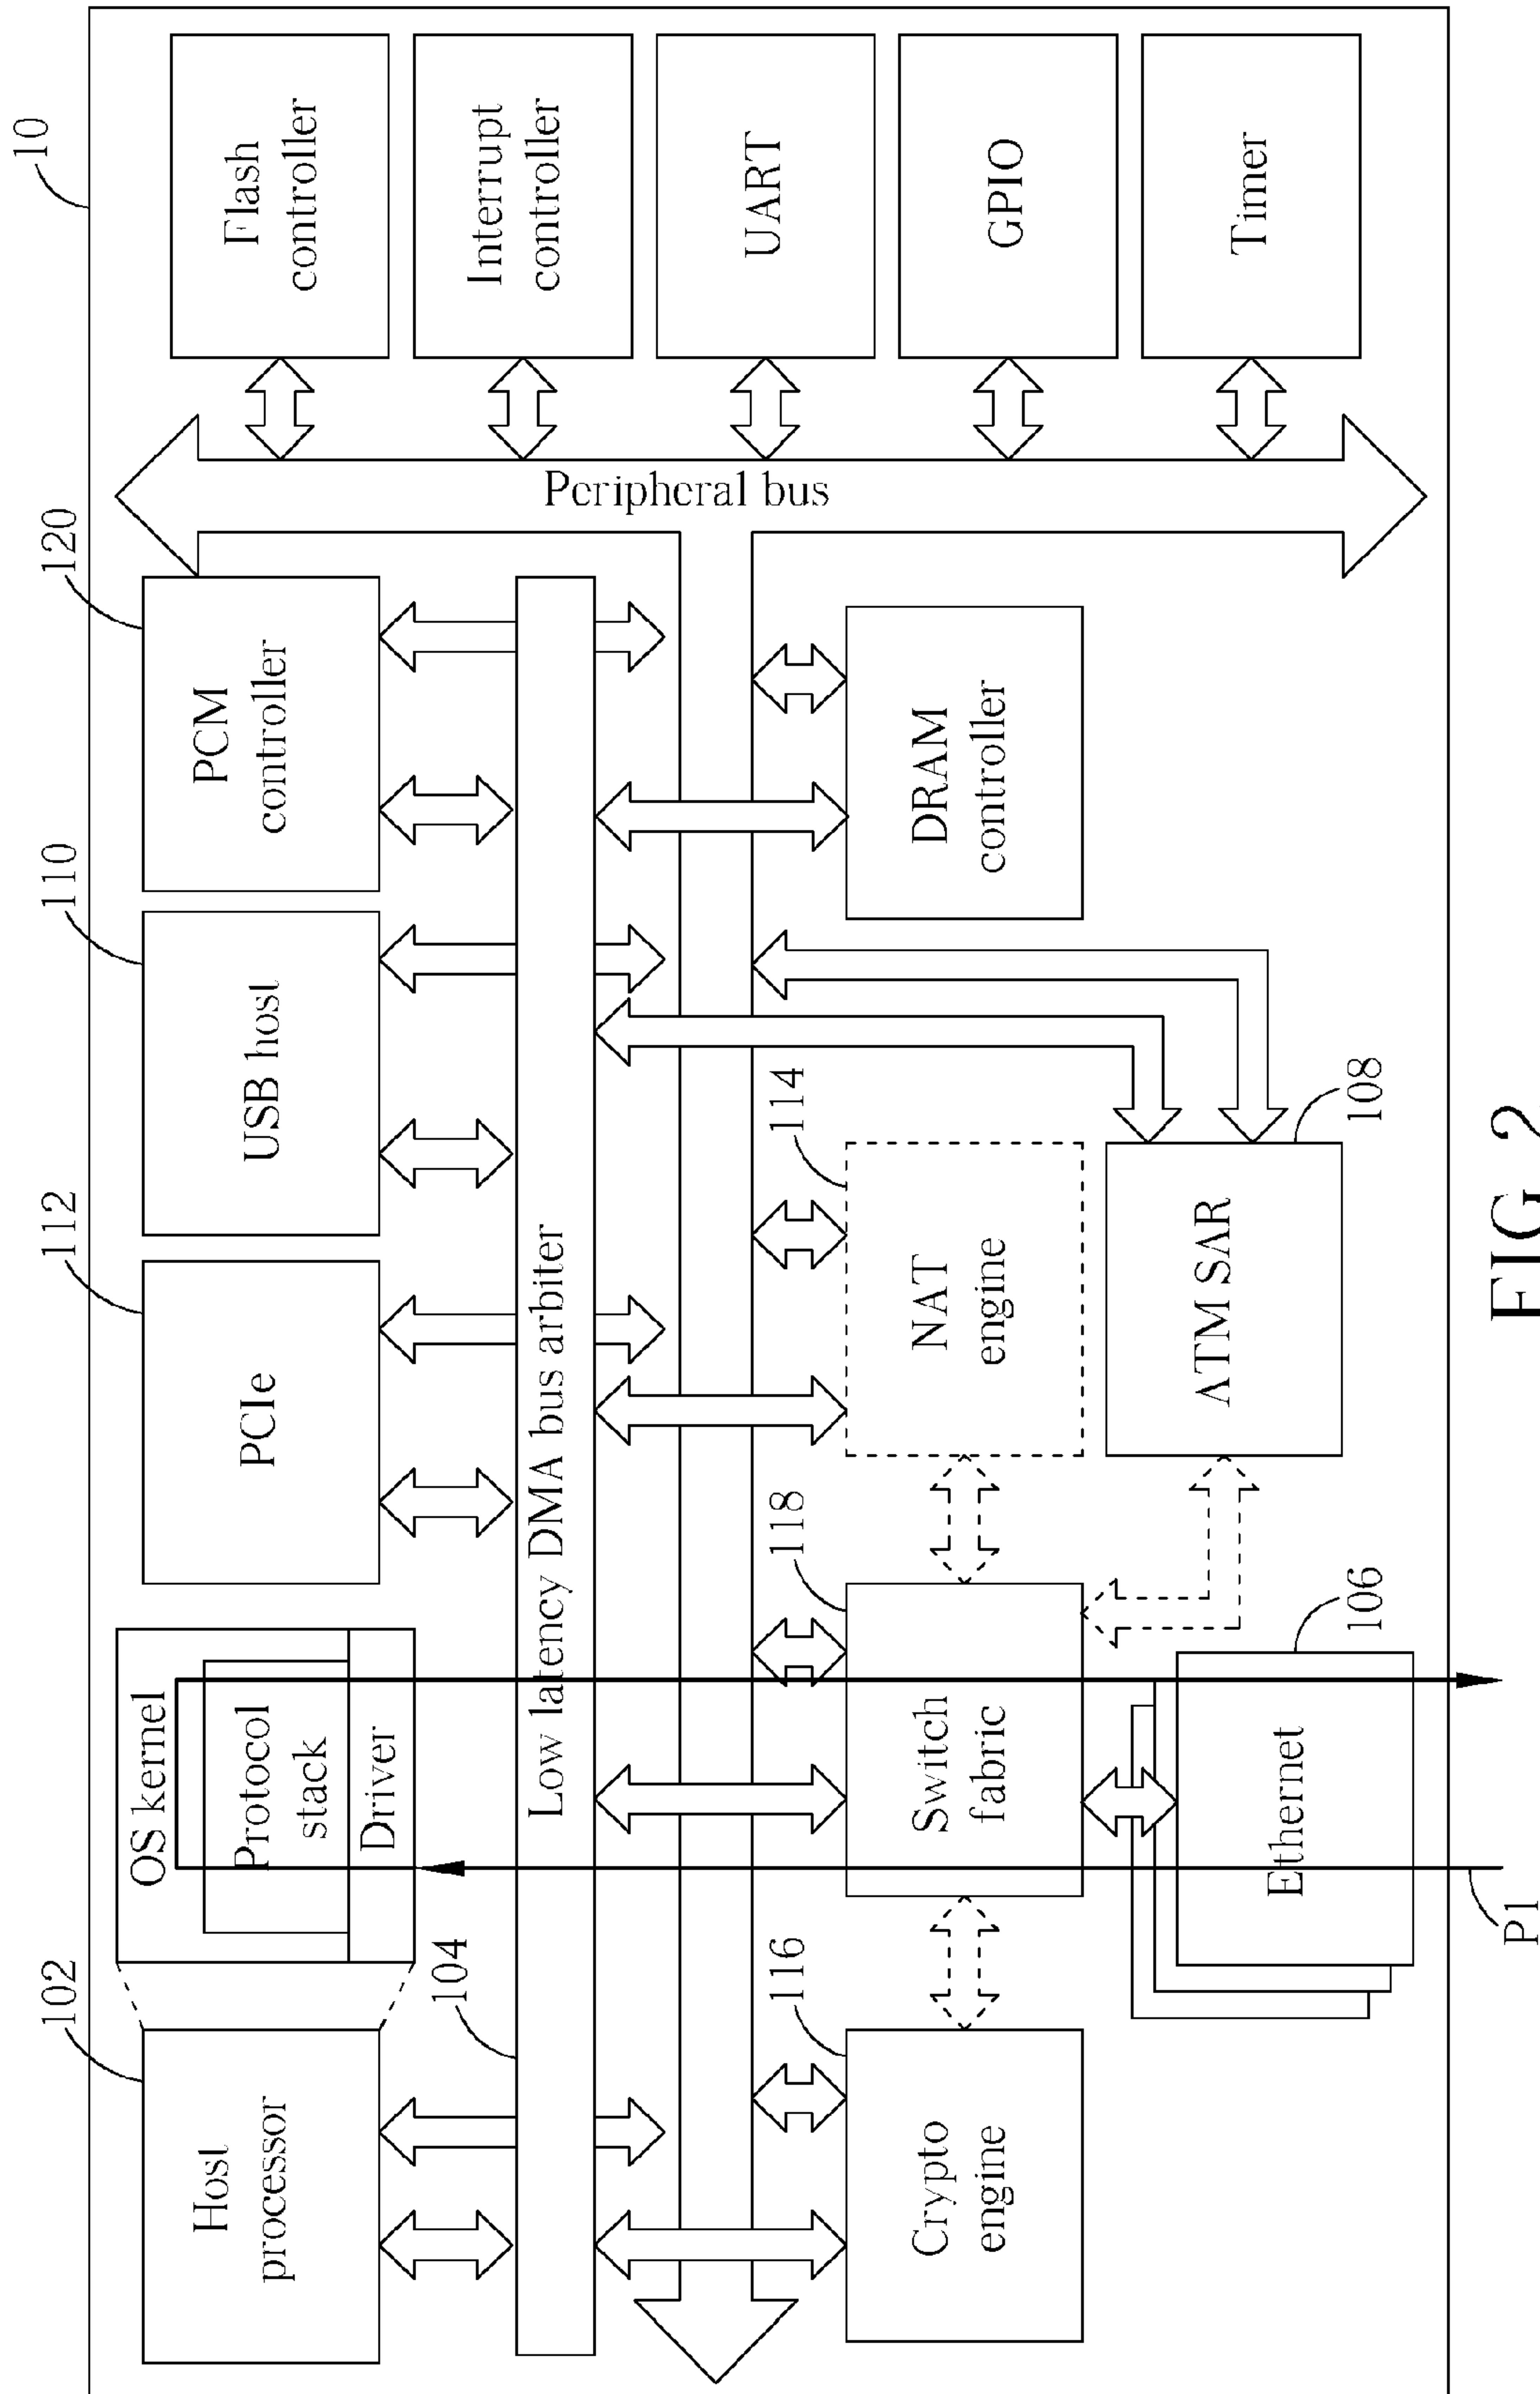 10
102
112
110
120
OS kernel
Protocol
stack
Driver
Host
processor
PCIe
USB host
PCM
controller
Flash
controller
104
Low latency DMA bus arbiter
Peripheral bus
Interrupt
controller
UART
116
118
114
Crypto
engine
Switch
fabric
NAT
engine
DRAM
controller
GPIO
Ethernet
106
ATM SAR
108
Timer
P1
FIG 2